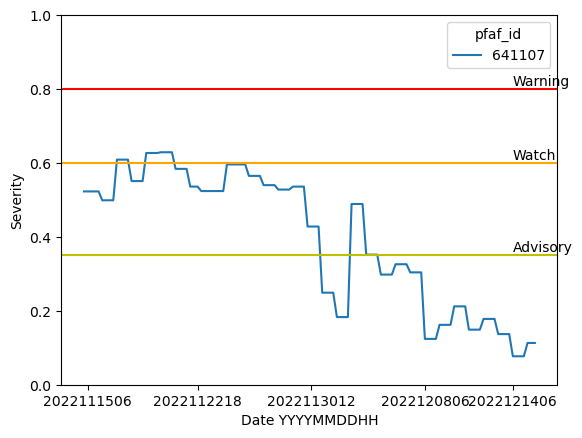 1.0
0.8
0.6
0.4
0.2
0.0
Severity
pfaf_id
641107
Warning
Watch
Advisory
2022111506 2022112218 2022113012 2022120806 2022121406
Date YYYYMMDDHH